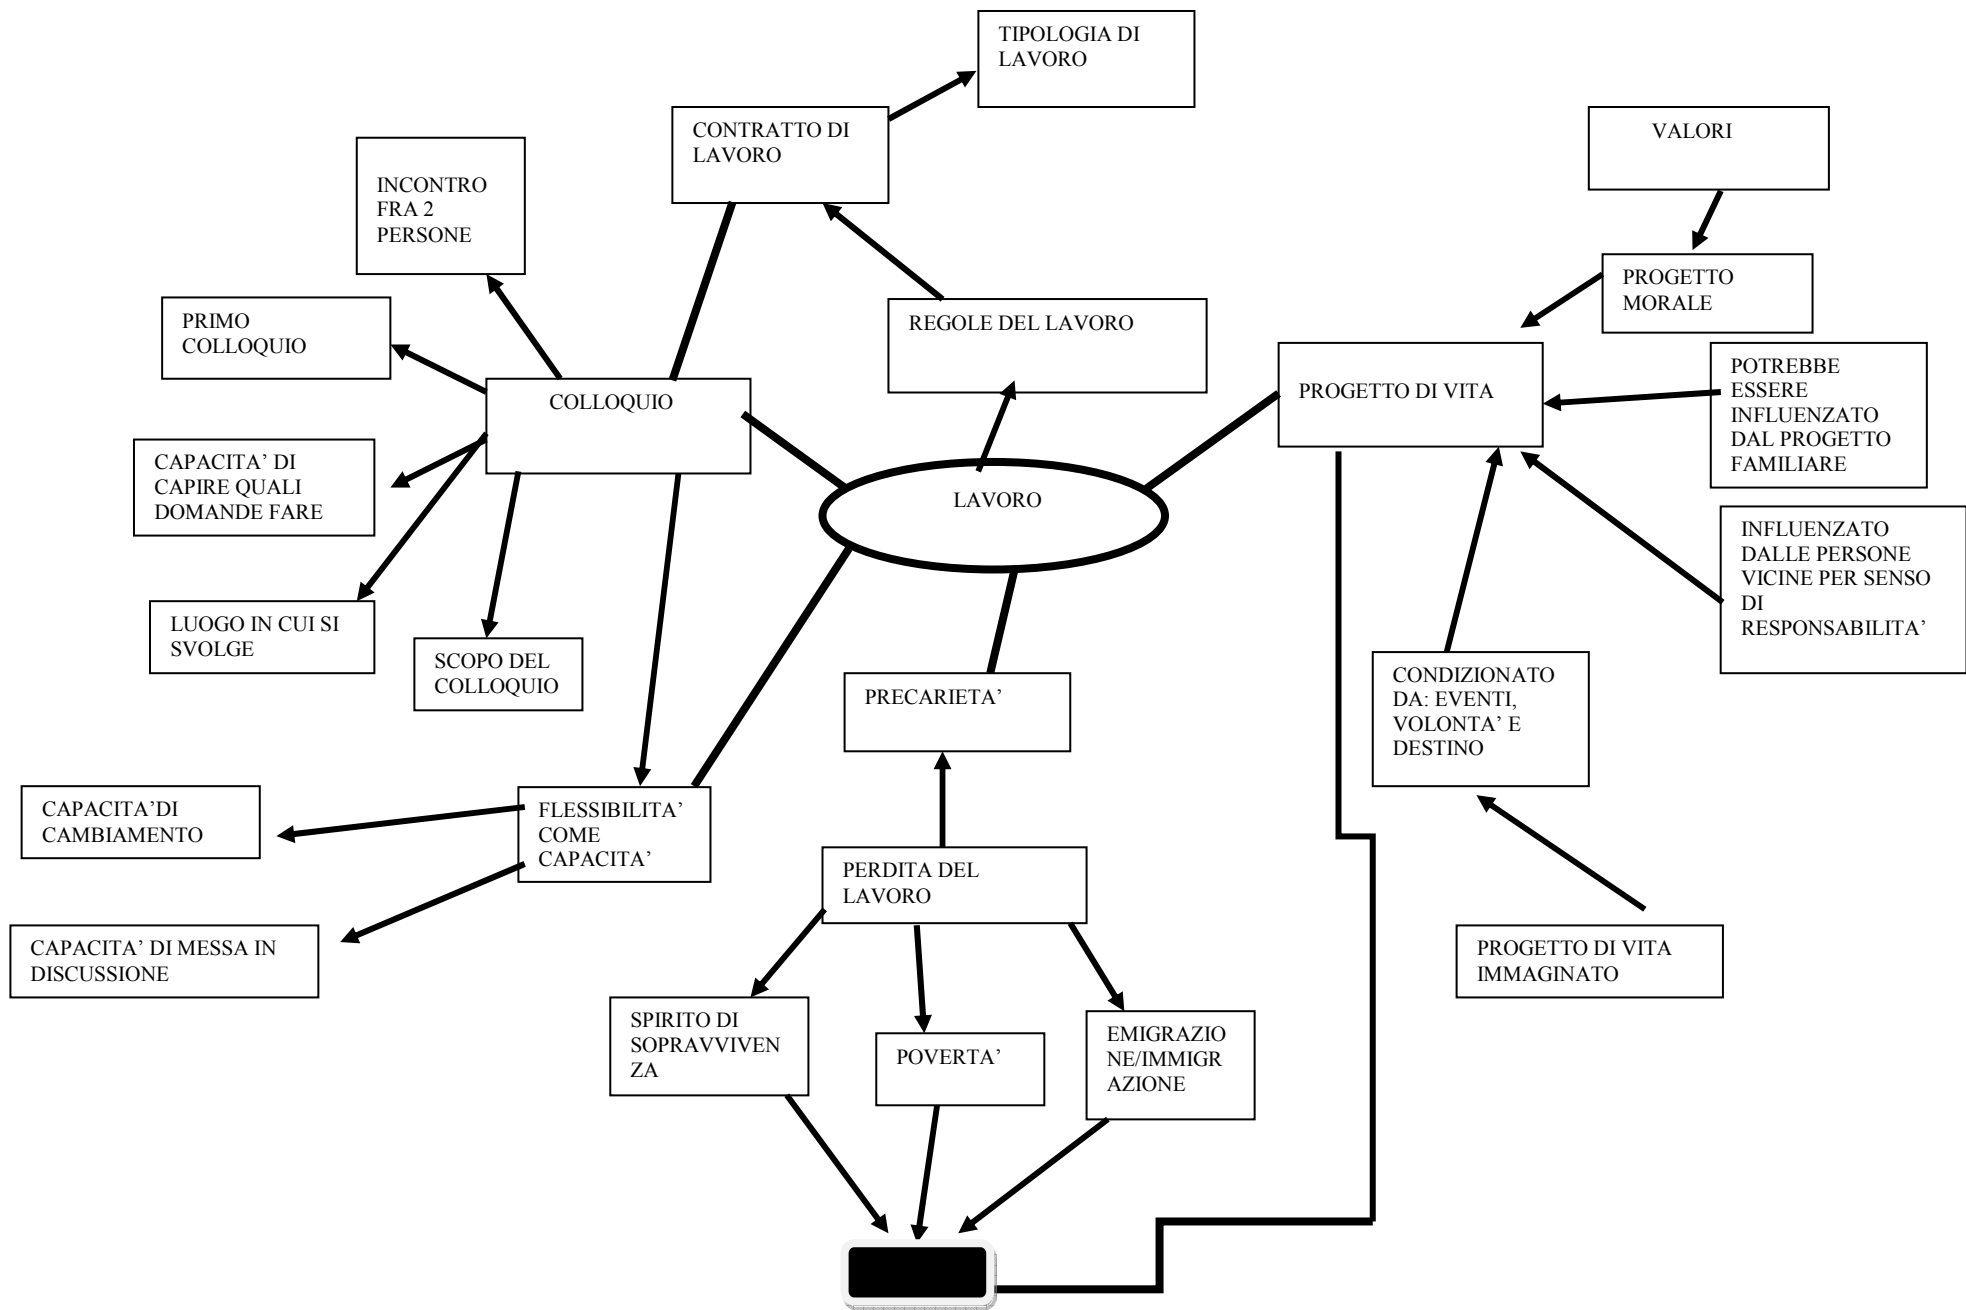 TIPOLOGIA DI
LAVORO
CONTRATTO DI
LAVORO
VALORI
INCONTRO
FRA 2
PERSONE
PROGETTO
MORALE
PRIMO
COLLOQUIO
REGOLE DEL LAVORO
COLLOQUIO
PROGETTO DI VITA
POTREBBE
ESSERE
INFLUENZATO
DAL PROGETTO
FAMILIARE
CAPACITA’ DI
CAPIRE QUALI
DOMANDE FARE
LAVORO
INFLUENZATO
DALLE PERSONE
VICINE PER SENSO
DI
RESPONSABILITA’
LUOGO IN CUI SI
SVOLGE
SCOPO DEL
COLLOQUIO
PRECARIETA’
CONDIZIONATO
DA: EVENTI,
VOLONTA’ E
DESTINO
CAPACITA’DI
CAMBIAMENTO
FLESSIBILITA’
COME
CAPACITA’
PERDITA DEL
LAVORO
CAPACITA’ DI MESSA IN
DISCUSSIONE
PROGETTO DI VITA
IMMAGINATO
SPIRITO DI
SOPRAVVIVEN
ZA
POVERTA’
EMIGRAZIO
NE/IMMIGR
AZIONE